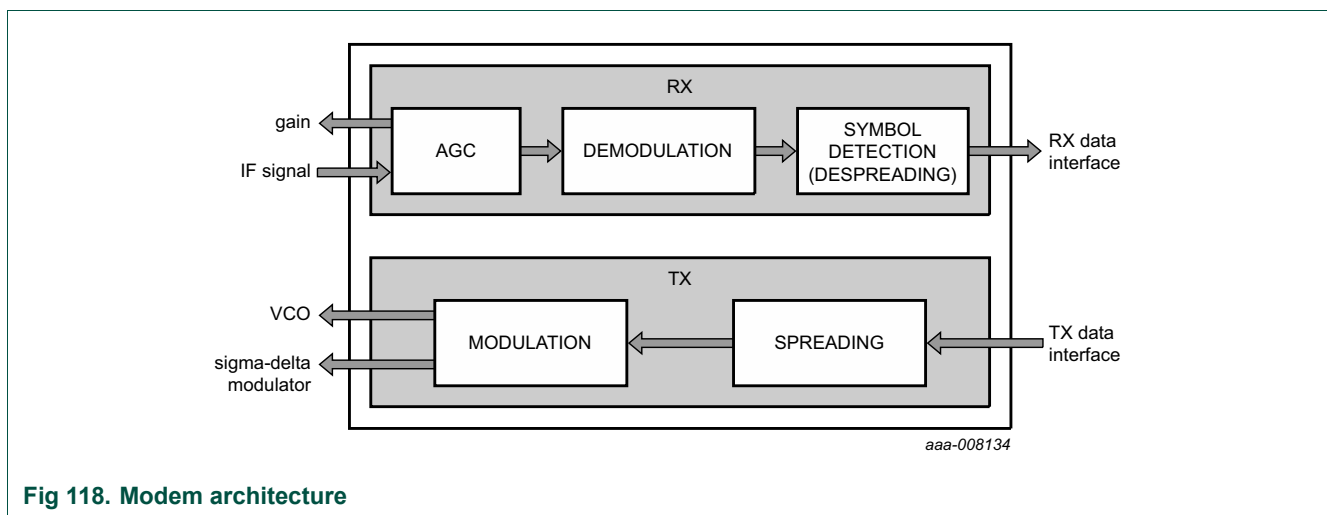 RX
gain
IF signal
AGC
DEMODULATION
SYMBOL
DETECTION
(DESPREADING)
RX data
interface
TX
VCO
sigma-delta
modulator
MODULATION
SPREADING
TX data
interface
aaa-008134
Fig 118. Modem architecture